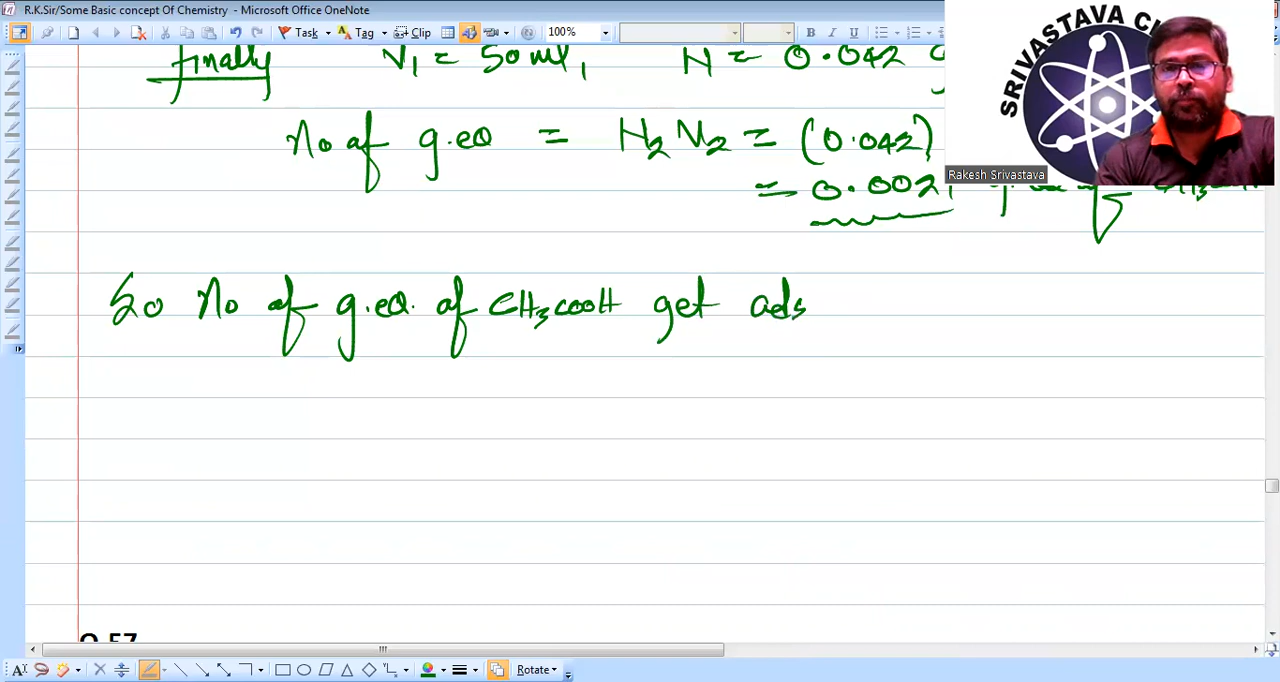 R.K.Sir/Some Basic concept Of Chemistry - Microsoft Office OneNote
Task Tag Clip 100% B I U
finally V₁ = 50 ml, N = 0.042
SRIVASTAVA
no of g.eq = N₂V₂ = (0.042)
Rakesh Srivastava
= 0.0021
So no of g.eq. of CH₃COOH get ads
Q.57
Rotate